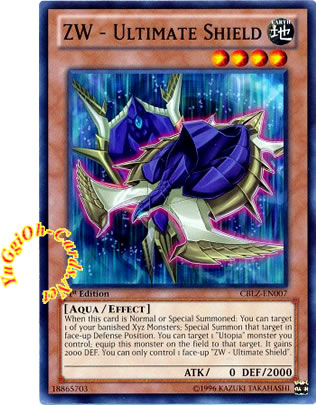 ZW - Ultimate Shield
EARTH
地
YuGgiOh-Cards.Net
1st Edition
CBLZ-EN007
[AQUA / EFFECT]
When this card is Normal or Special Summoned: You can target
1 of your banished Xyz Monsters; Special Summon that target in
face-up Defense Position. You can target 1 "Utopia" monster you
control; equip this monster on the field to that target. It gains
2000 DEF. You can only control 1 face-up "ZW - Ultimate Shield".
ATK/ 0 DEF/2000
18865703
©1996 KAZUKI TAKAHASHI